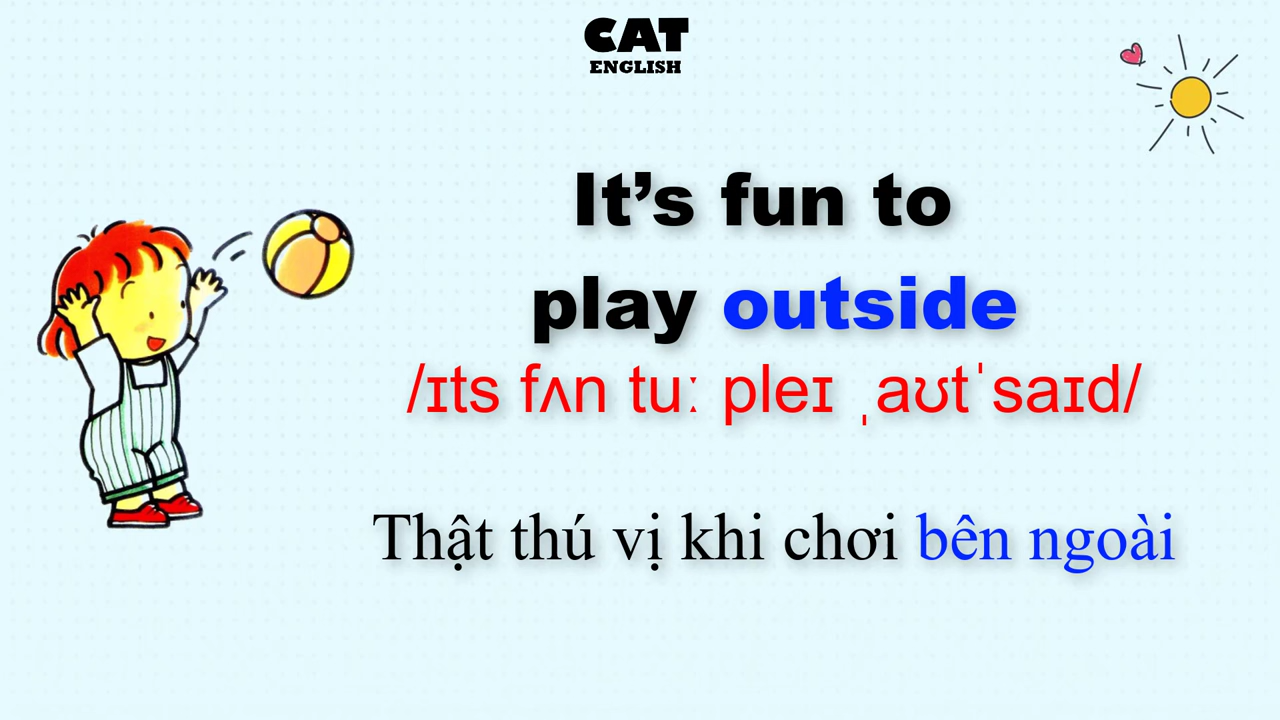 CAT
ENGLISH
It’s fun to
play outside
/ɪts fʌn tuː pleɪ ˌaʊtˈsaɪd/
Thật thú vị khi chơi bên ngoài